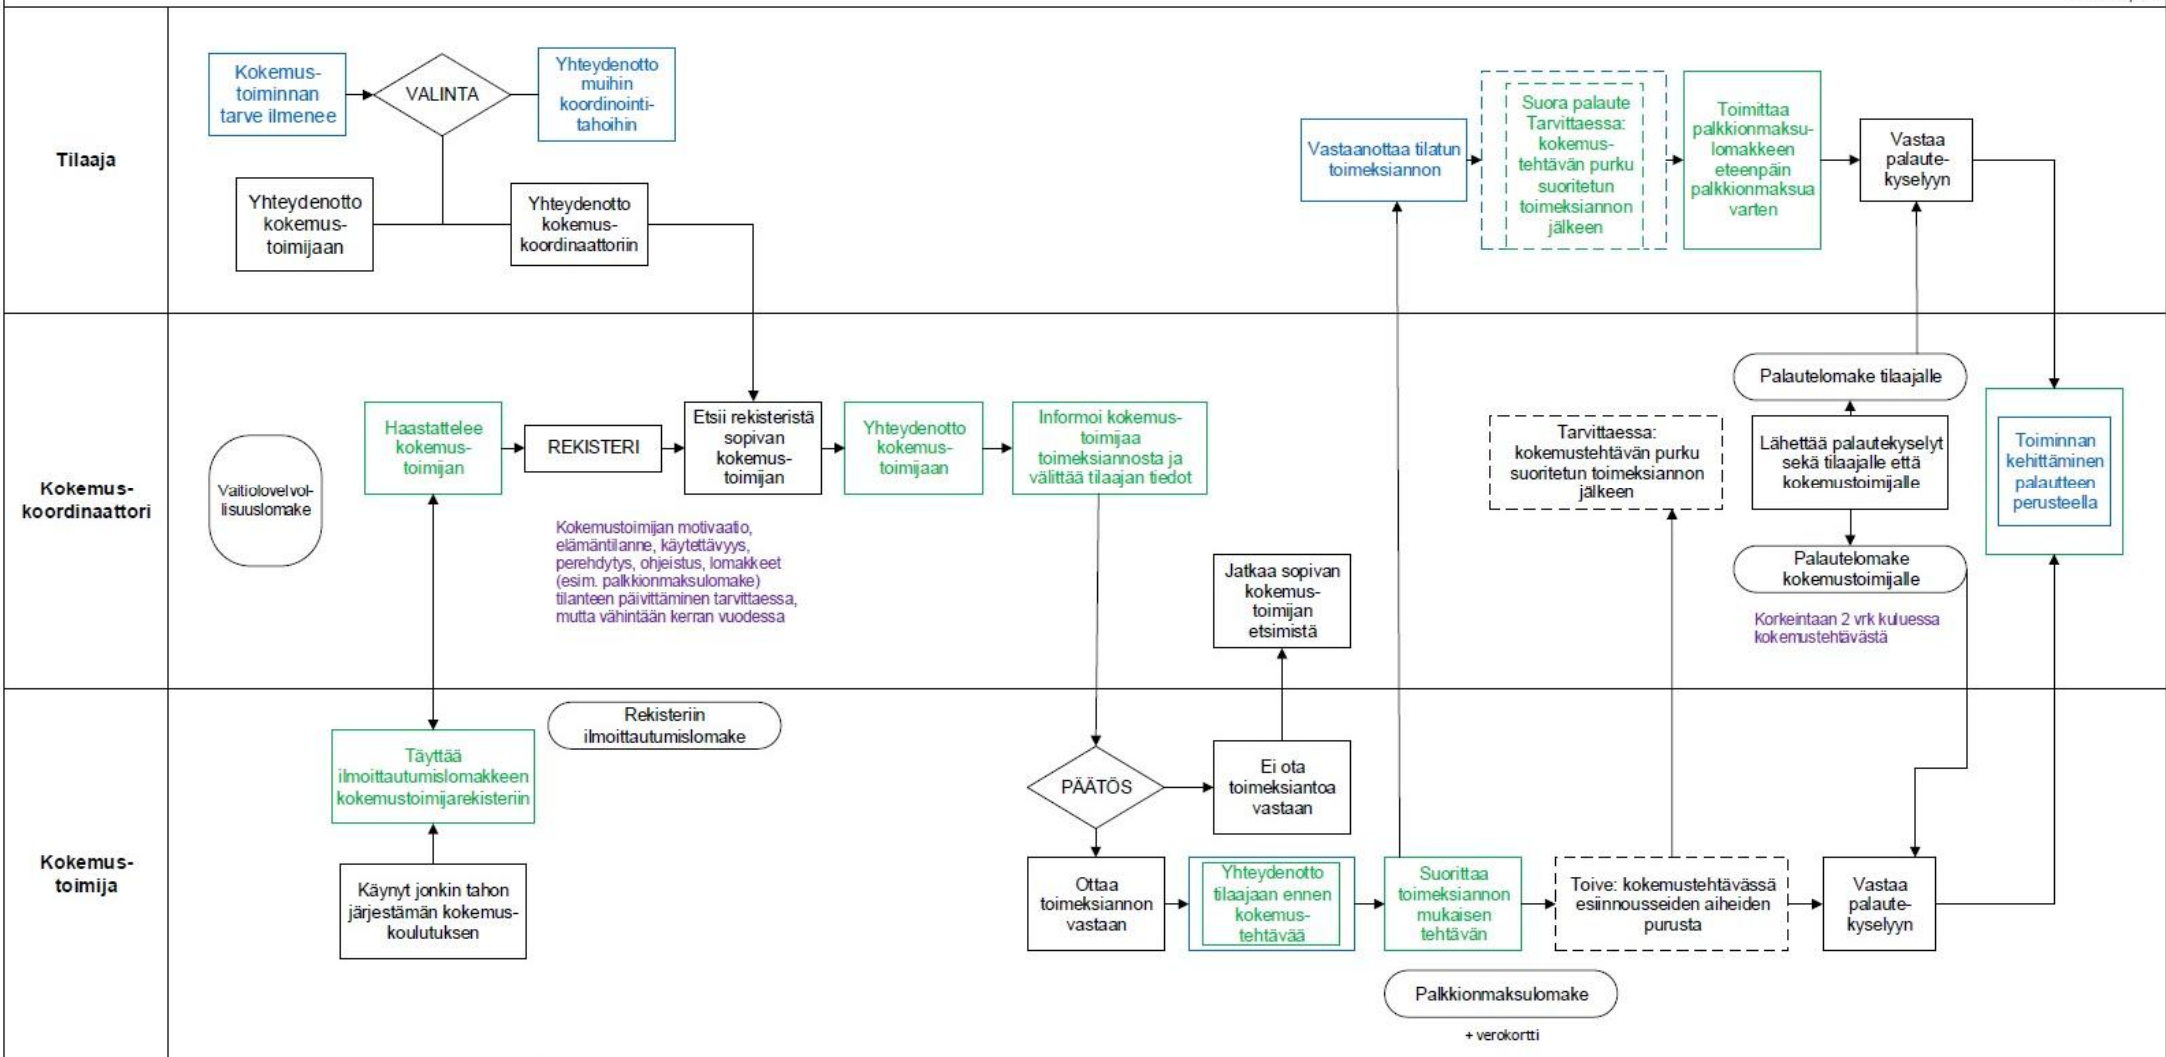 Tilaaja
Kokemus-
toiminnan
tarve ilmenee
VALINTA
Yhteydenotto
muihin
koordinointi-
tahoihin
Yhteydenotto
kokemus-
toimijaan
Yhteydenotto
kokemus-
koordinaattoriin
Vastaanottaa tilatun
toimeksiannon
Suora palaute
Tarvittaessa:
kokemus-
tehtävän purku
suoritetun
toimeksiannon
jälkeen
Toimittaa
palkkionmaksu-
lomakkeen
eteenpäin
palkkionmaksua
varten
Vastaa
palaute-
kyselyyn
Kokemus-
koordinaattori
Vaitiolovelvol-
lisuuslomake
Haastattelee
kokemus-
toimijan
REKISTERI
Etsii rekisteristä
sopivan
kokemus-
toimijan
Yhteydenotto
kokemus-
toimijaan
Informoi kokemus-
toimijaa
toimeksiannosta ja
välittää tilaajan tiedot
Kokemustoimijan motivaatio,
elämäntilanne, käytettävyys,
perehdytys, ohjeistus, lomakkeet
(esim. palkkionmaksulomake)
tilanteen päivittäminen tarvittaessa,
mutta vähintään kerran vuodessa
Jatkaa sopivan
kokemus-
toimijan
etsimistä
Tarvittaessa:
kokemustehtävän purku
suoritetun toimeksiannon
jälkeen
Palautelomake tilaajalle
Lähettää palautekyselyt
sekä tilaajalle että
kokemustoimijalle
Palautelomake
kokemustoimijalle
Korkeintaan 2 vrk kuluessa
kokemustehtävästä
Toiminnan
kehittäminen
palautteen
perusteella
Kokemus-
toimija
Rekisteriin
ilmoittautumislomake
Täyttää
ilmoittautumislomakkeen
kokemustoimijarekisteriin
Käynyt jonkin tahon
järjestämän kokemus-
koulutuksen
PÄÄTÖS
Ei ota
toimeksiantoa
vastaan
Ottaa
toimeksiannon
vastaan
Yhteydenotto
tilaajaan ennen
kokemus-
tehtävää
Suorittaa
toimeksiannon
mukaisen
tehtävän
Toive: kokemustehtävässä
esiinnousseiden aiheiden
purusta
Vastaa
palaute-
kyselyyn
Palkkionmaksulomake
+ verokortti